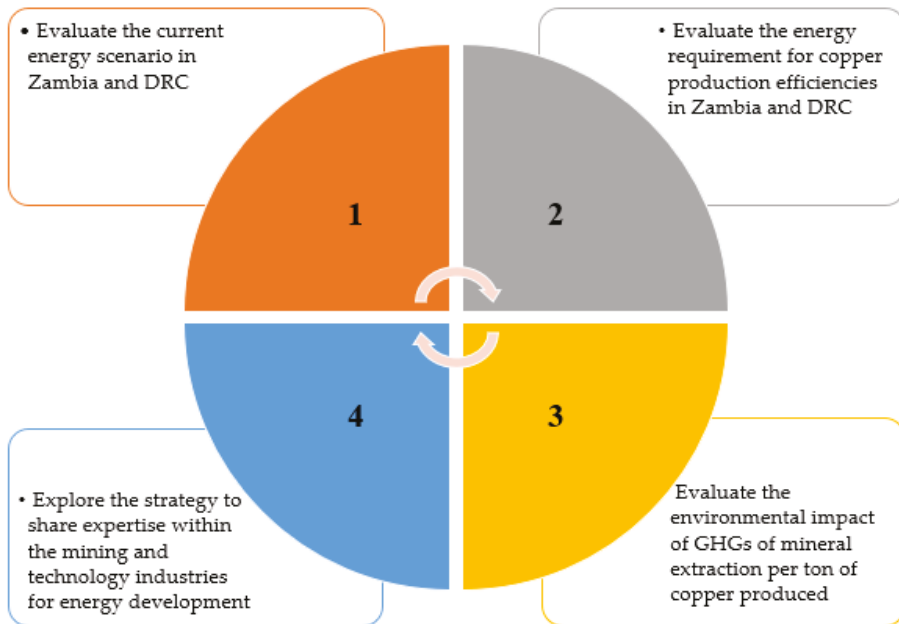 • Evaluate the current
energy scenario in
Zambia and DRC
• Evaluate the energy
requirement for copper
production efficiencies
in Zambia and DRC
1
2
4
3
• Explore the strategy to
share expertise within
the mining and
technology industries
for energy development
Evaluate the
environmental impact
of GHGs of mineral
extraction per ton of
copper produced